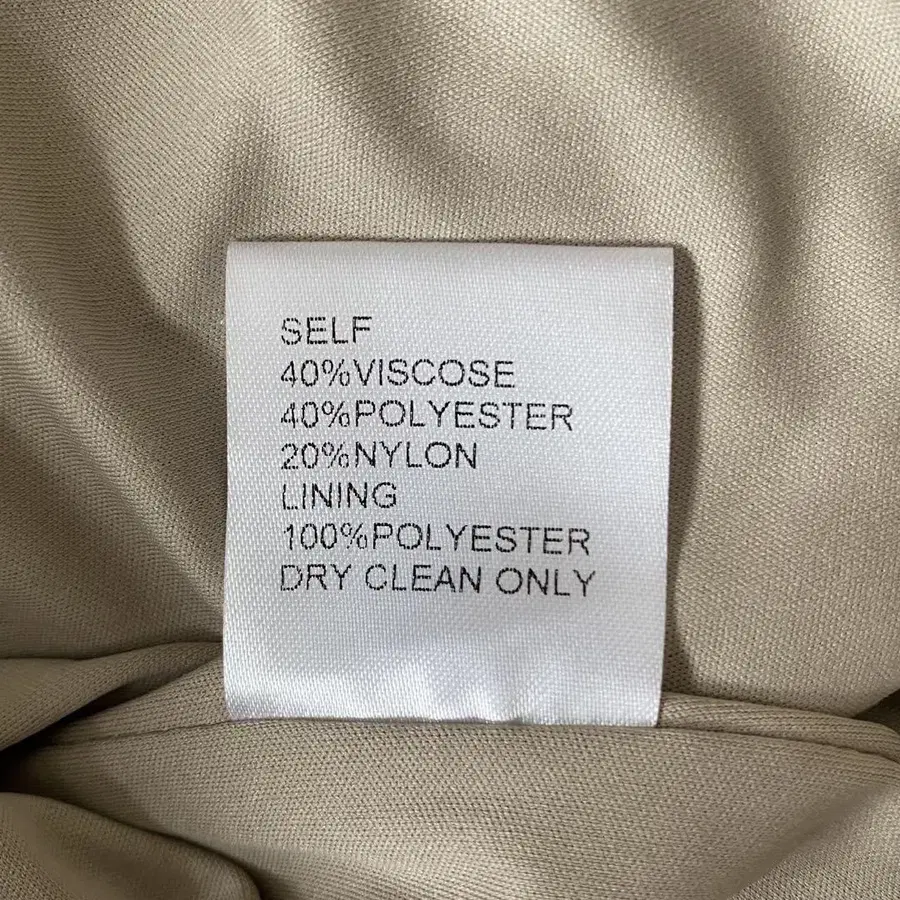 SELF
40%VISCOSE
40%POLYESTER
20%NYLON
LINING
100%POLYESTER
DRY CLEAN ONLY